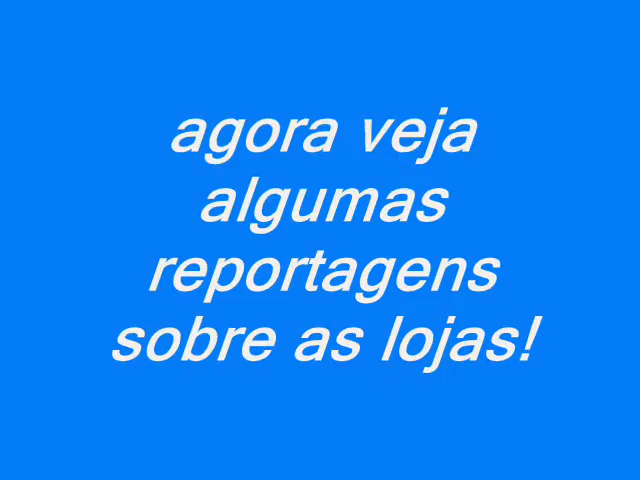 agora veja
algumas
reportagens
sobre as lojas!